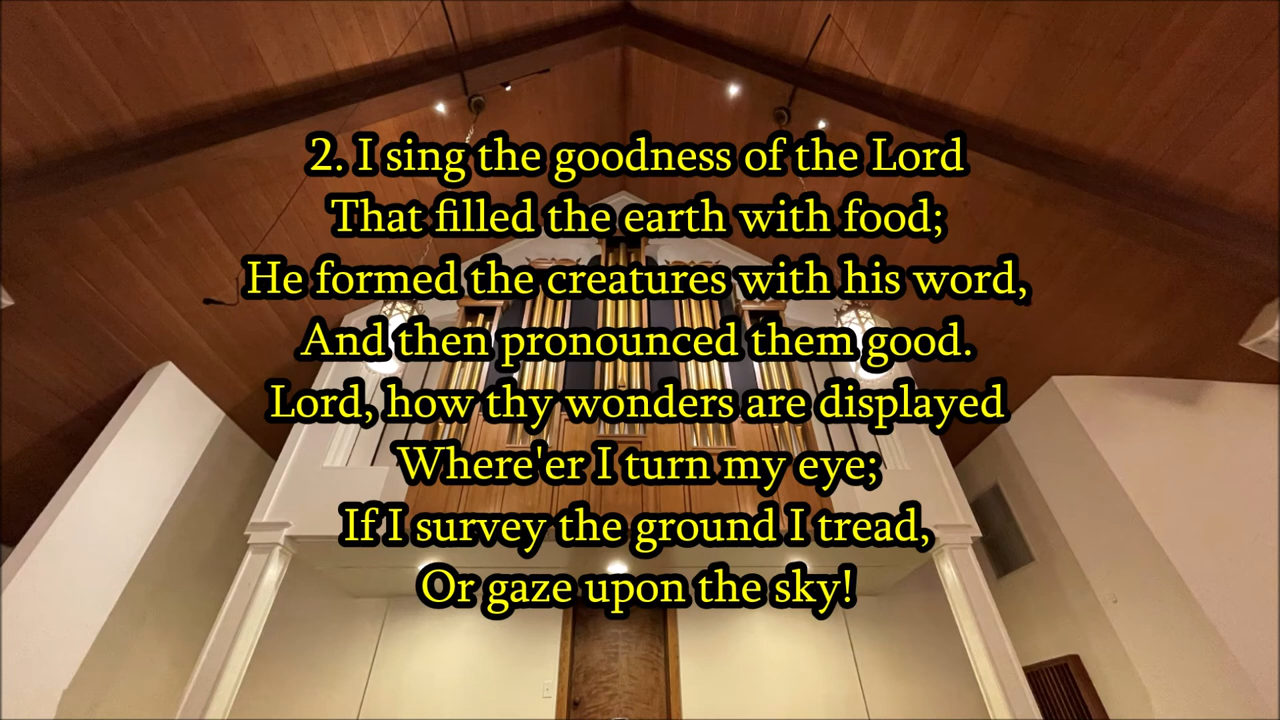 2. I sing the goodness of the Lord
That filled the earth with food;
He formed the creatures with his word,
And then pronounced them good.
Lord, how thy wonders are displayed
Where'er I turn my eye;
If I survey the ground I tread,
Or gaze upon the sky!